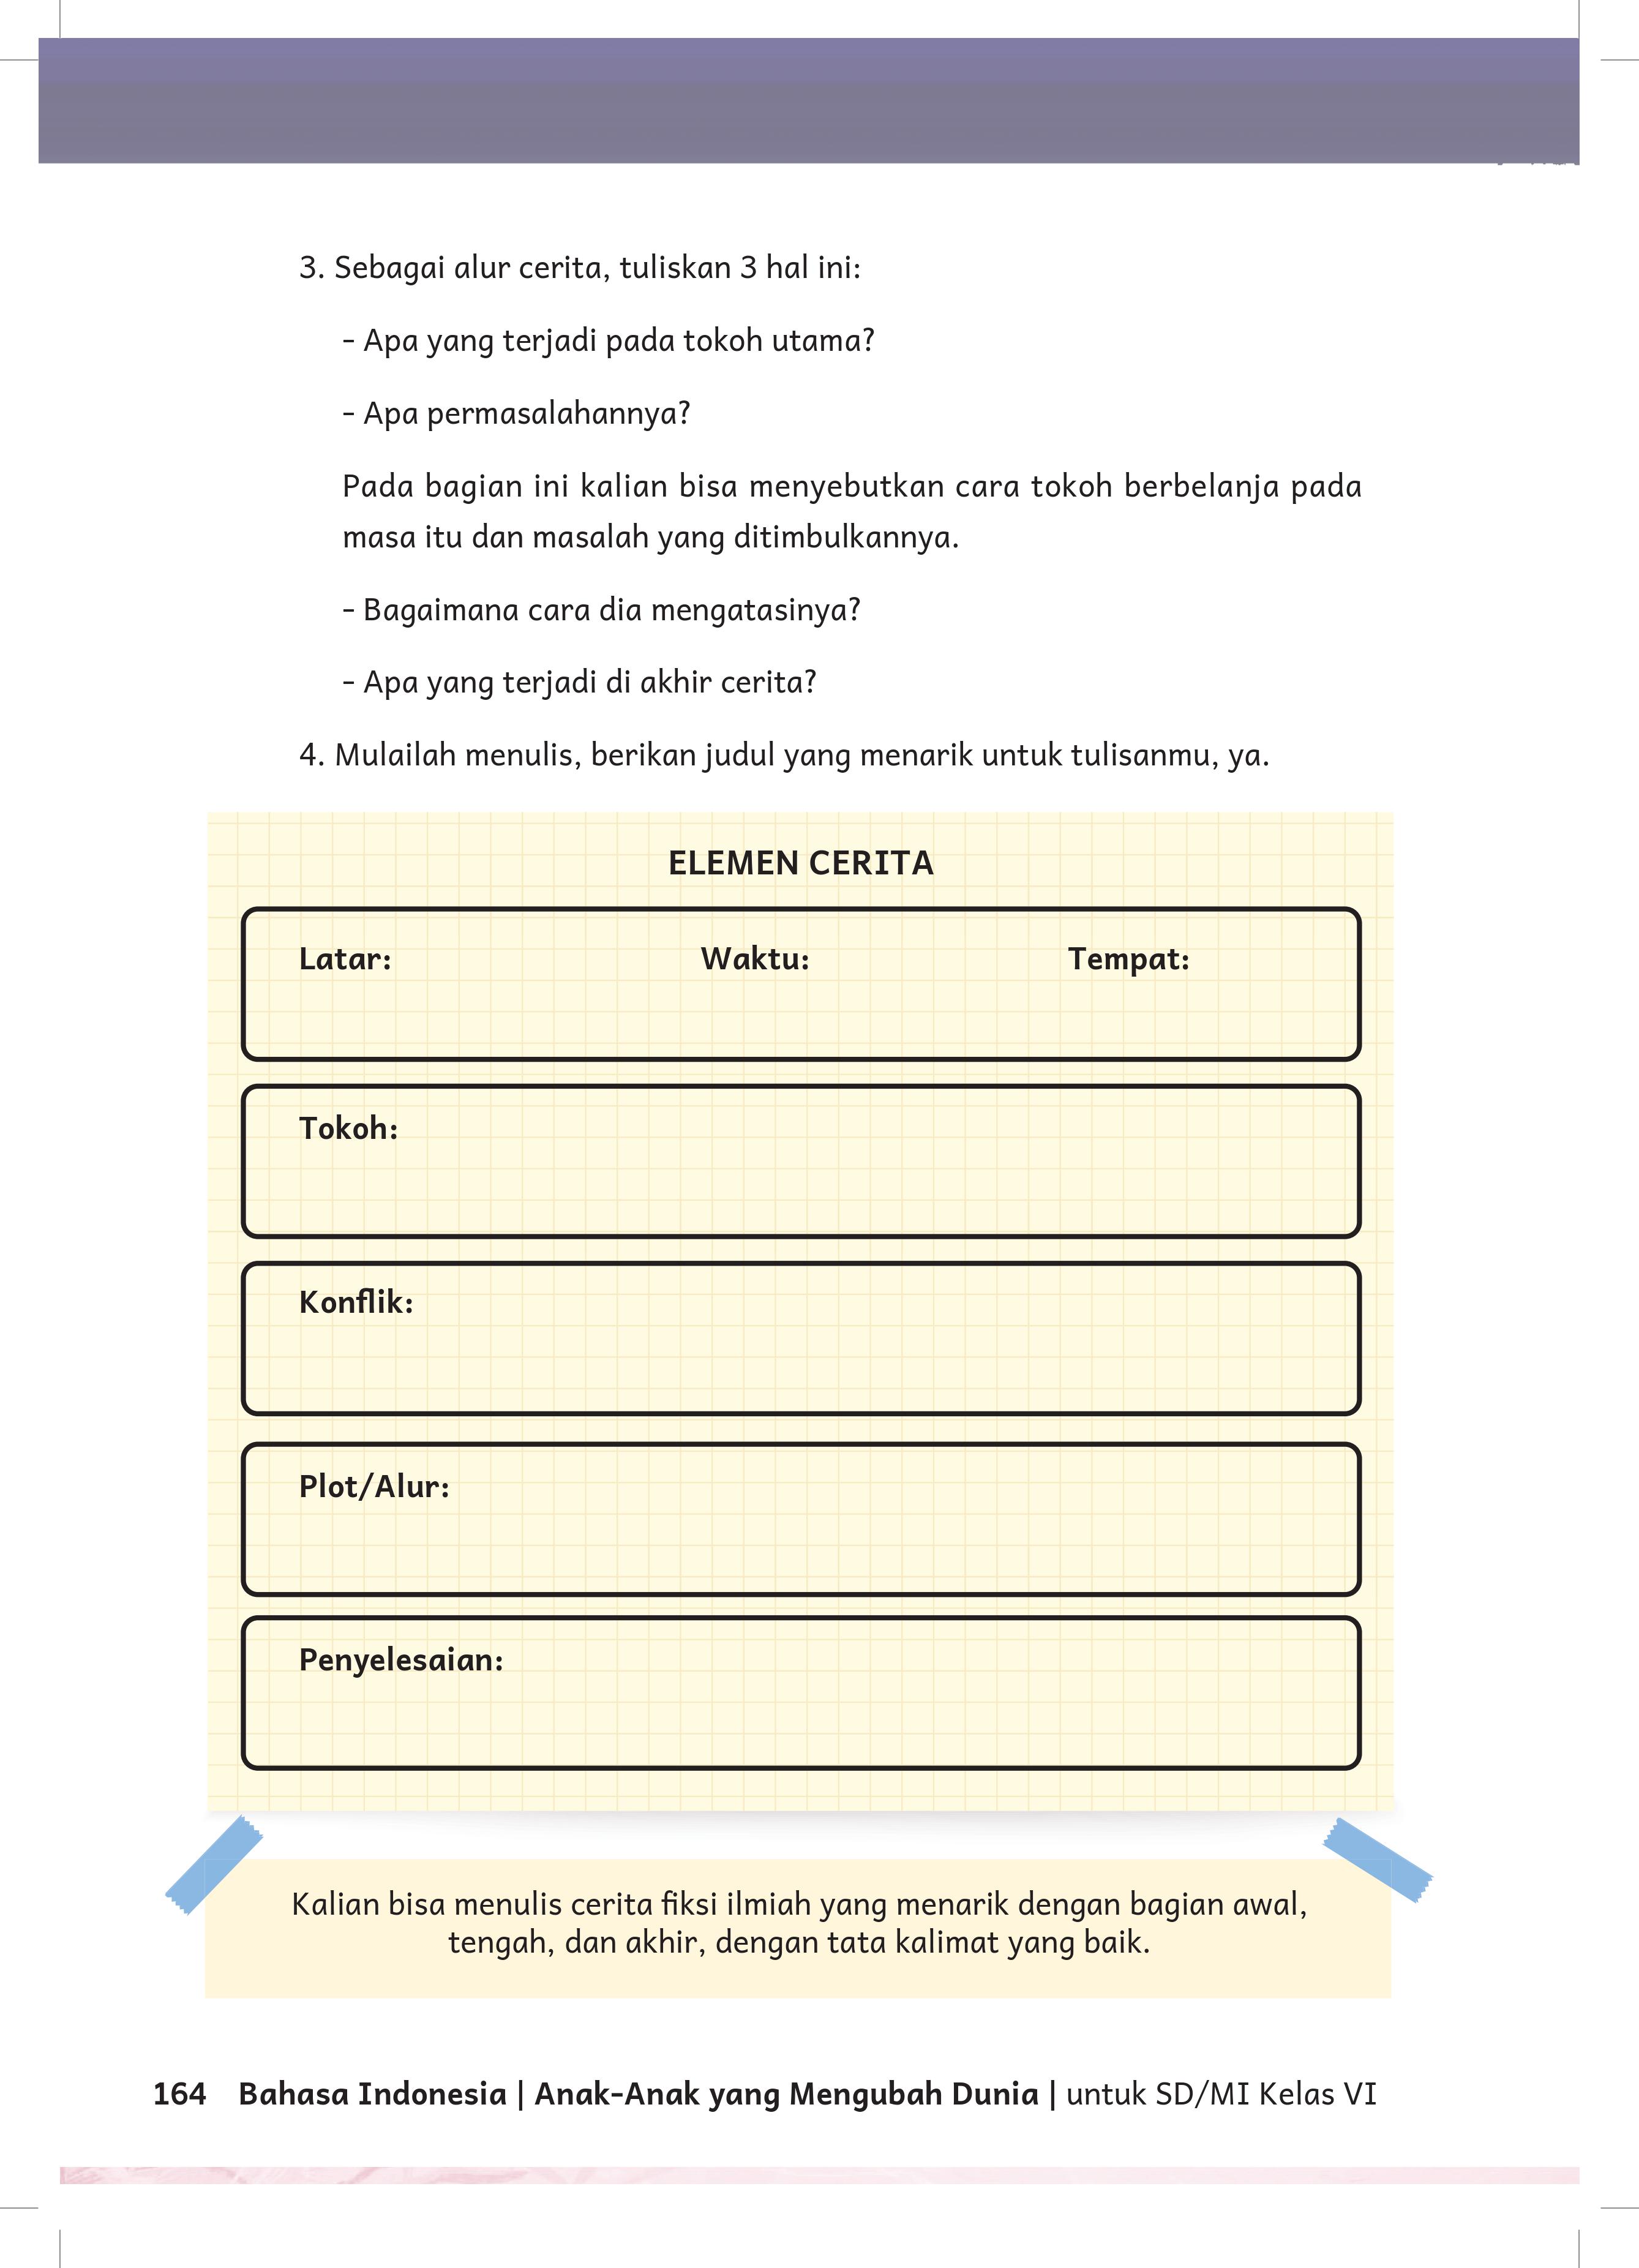 3. Sebagai alur cerita, tuliskan 3 hal ini:
- Apa yang terjadi pada tokoh utama?
- Apa permasalahannya?
Pada bagian ini kalian bisa menyebutkan cara tokoh berbelanja pada
masa itu dan masalah yang ditimbulkannya.
- Bagaimana cara dia mengatasinya?
- Apa yang terjadi di akhir cerita?
4. Mulailah menulis, berikan judul yang menarik untuk tulisanmu, ya.
ELEMEN CERITA
Latar: Waktu: Tempat:
Tokoh:
Konflik:
Plot/Alur:
Penyelesaian:
Kalian bisa menulis cerita fiksi ilmiah yang menarik dengan bagian awal,
tengah, dan akhir, dengan tata kalimat yang baik.
164 Bahasa Indonesia | Anak-Anak yang Mengubah Dunia | untuk SD/MI Kelas VI